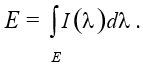 E = ∫_E I(λ)dλ .